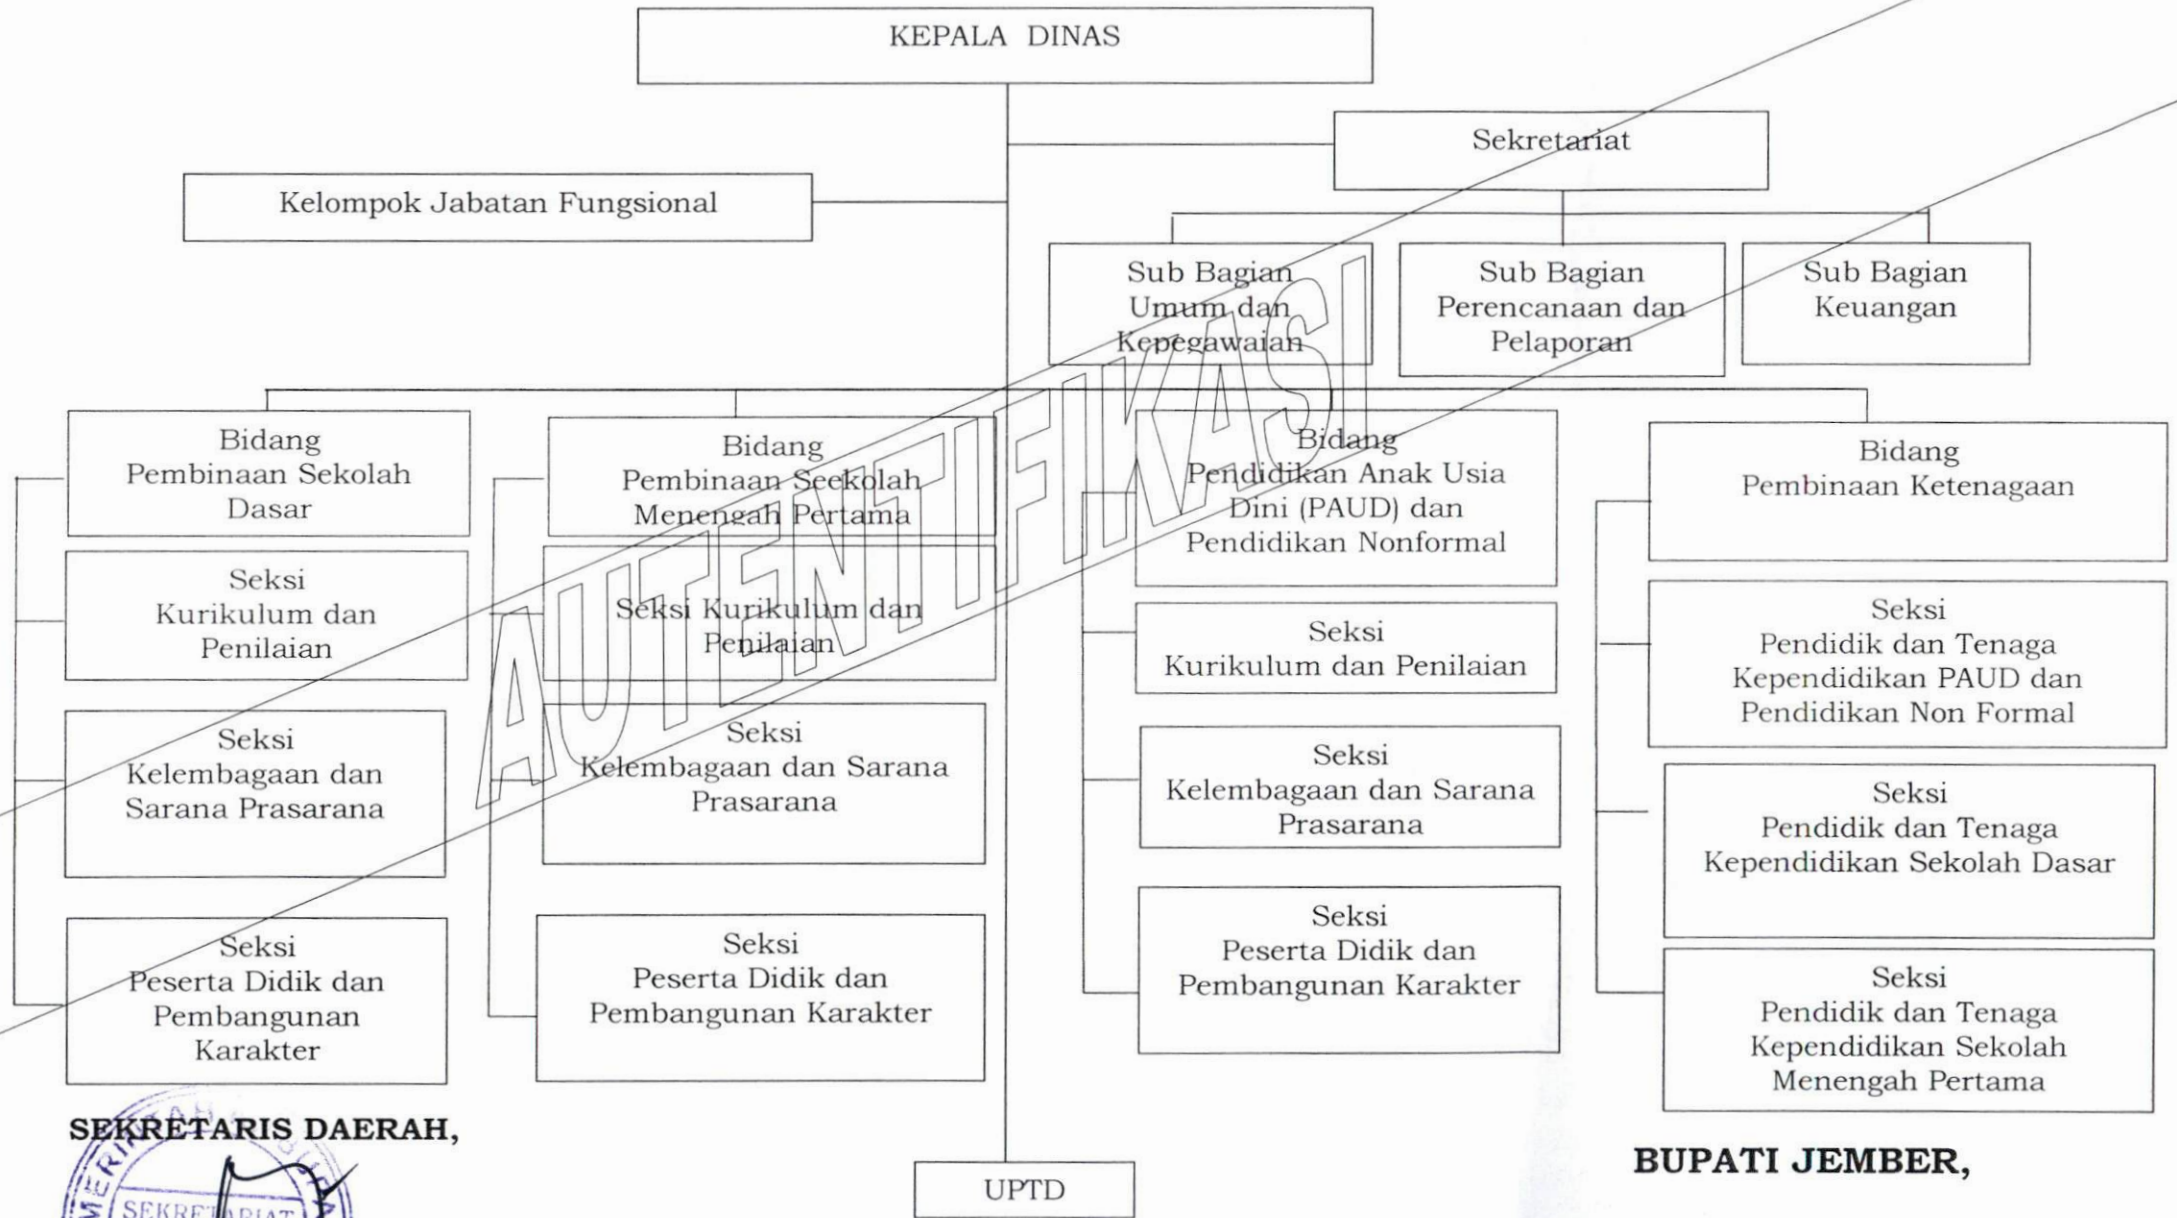 KEPALA DINAS
Sekretariat
Kelompok Jabatan Fungsional
Sub Bagian
Umum dan
Kepegawaian
Sub Bagian
Perencanaan dan
Pelaporan
Sub Bagian
Keuangan
Bidang
Pembinaan Sekolah
Dasar
Seksi
Kurikulum dan
Penilaian
Seksi
Kelembagaan dan
Sarana Prasarana
Seksi
Peserta Didik dan
Pembangunan
Karakter
Bidang
Pembinaan Seekolah
Menengah Pertama
Seksi Kurikulum dan
Penilaian
Seksi
Kelembagaan dan Sarana
Prasarana
Seksi
Peserta Didik dan
Pembangunan Karakter
Bidang
Pendidikan Anak Usia
Dini (PAUD) dan
Pendidikan Nonformal
Seksi
Kurikulum dan Penilaian
Seksi
Kelembagaan dan Sarana
Prasarana
Seksi
Peserta Didik dan
Pembangunan Karakter
Bidang
Pembinaan Ketenagaan
Seksi
Pendidik dan Tenaga
Kependidikan PAUD dan
Pendidikan Non Formal
Seksi
Pendidik dan Tenaga
Kependidikan Sekolah Dasar
Seksi
Pendidik dan Tenaga
Kependidikan Sekolah
Menengah Pertama
AUTENTIFIKASI
SEKRETARIS DAERAH,
SEKRETARIAT
UPTD
BUPATI JEMBER,